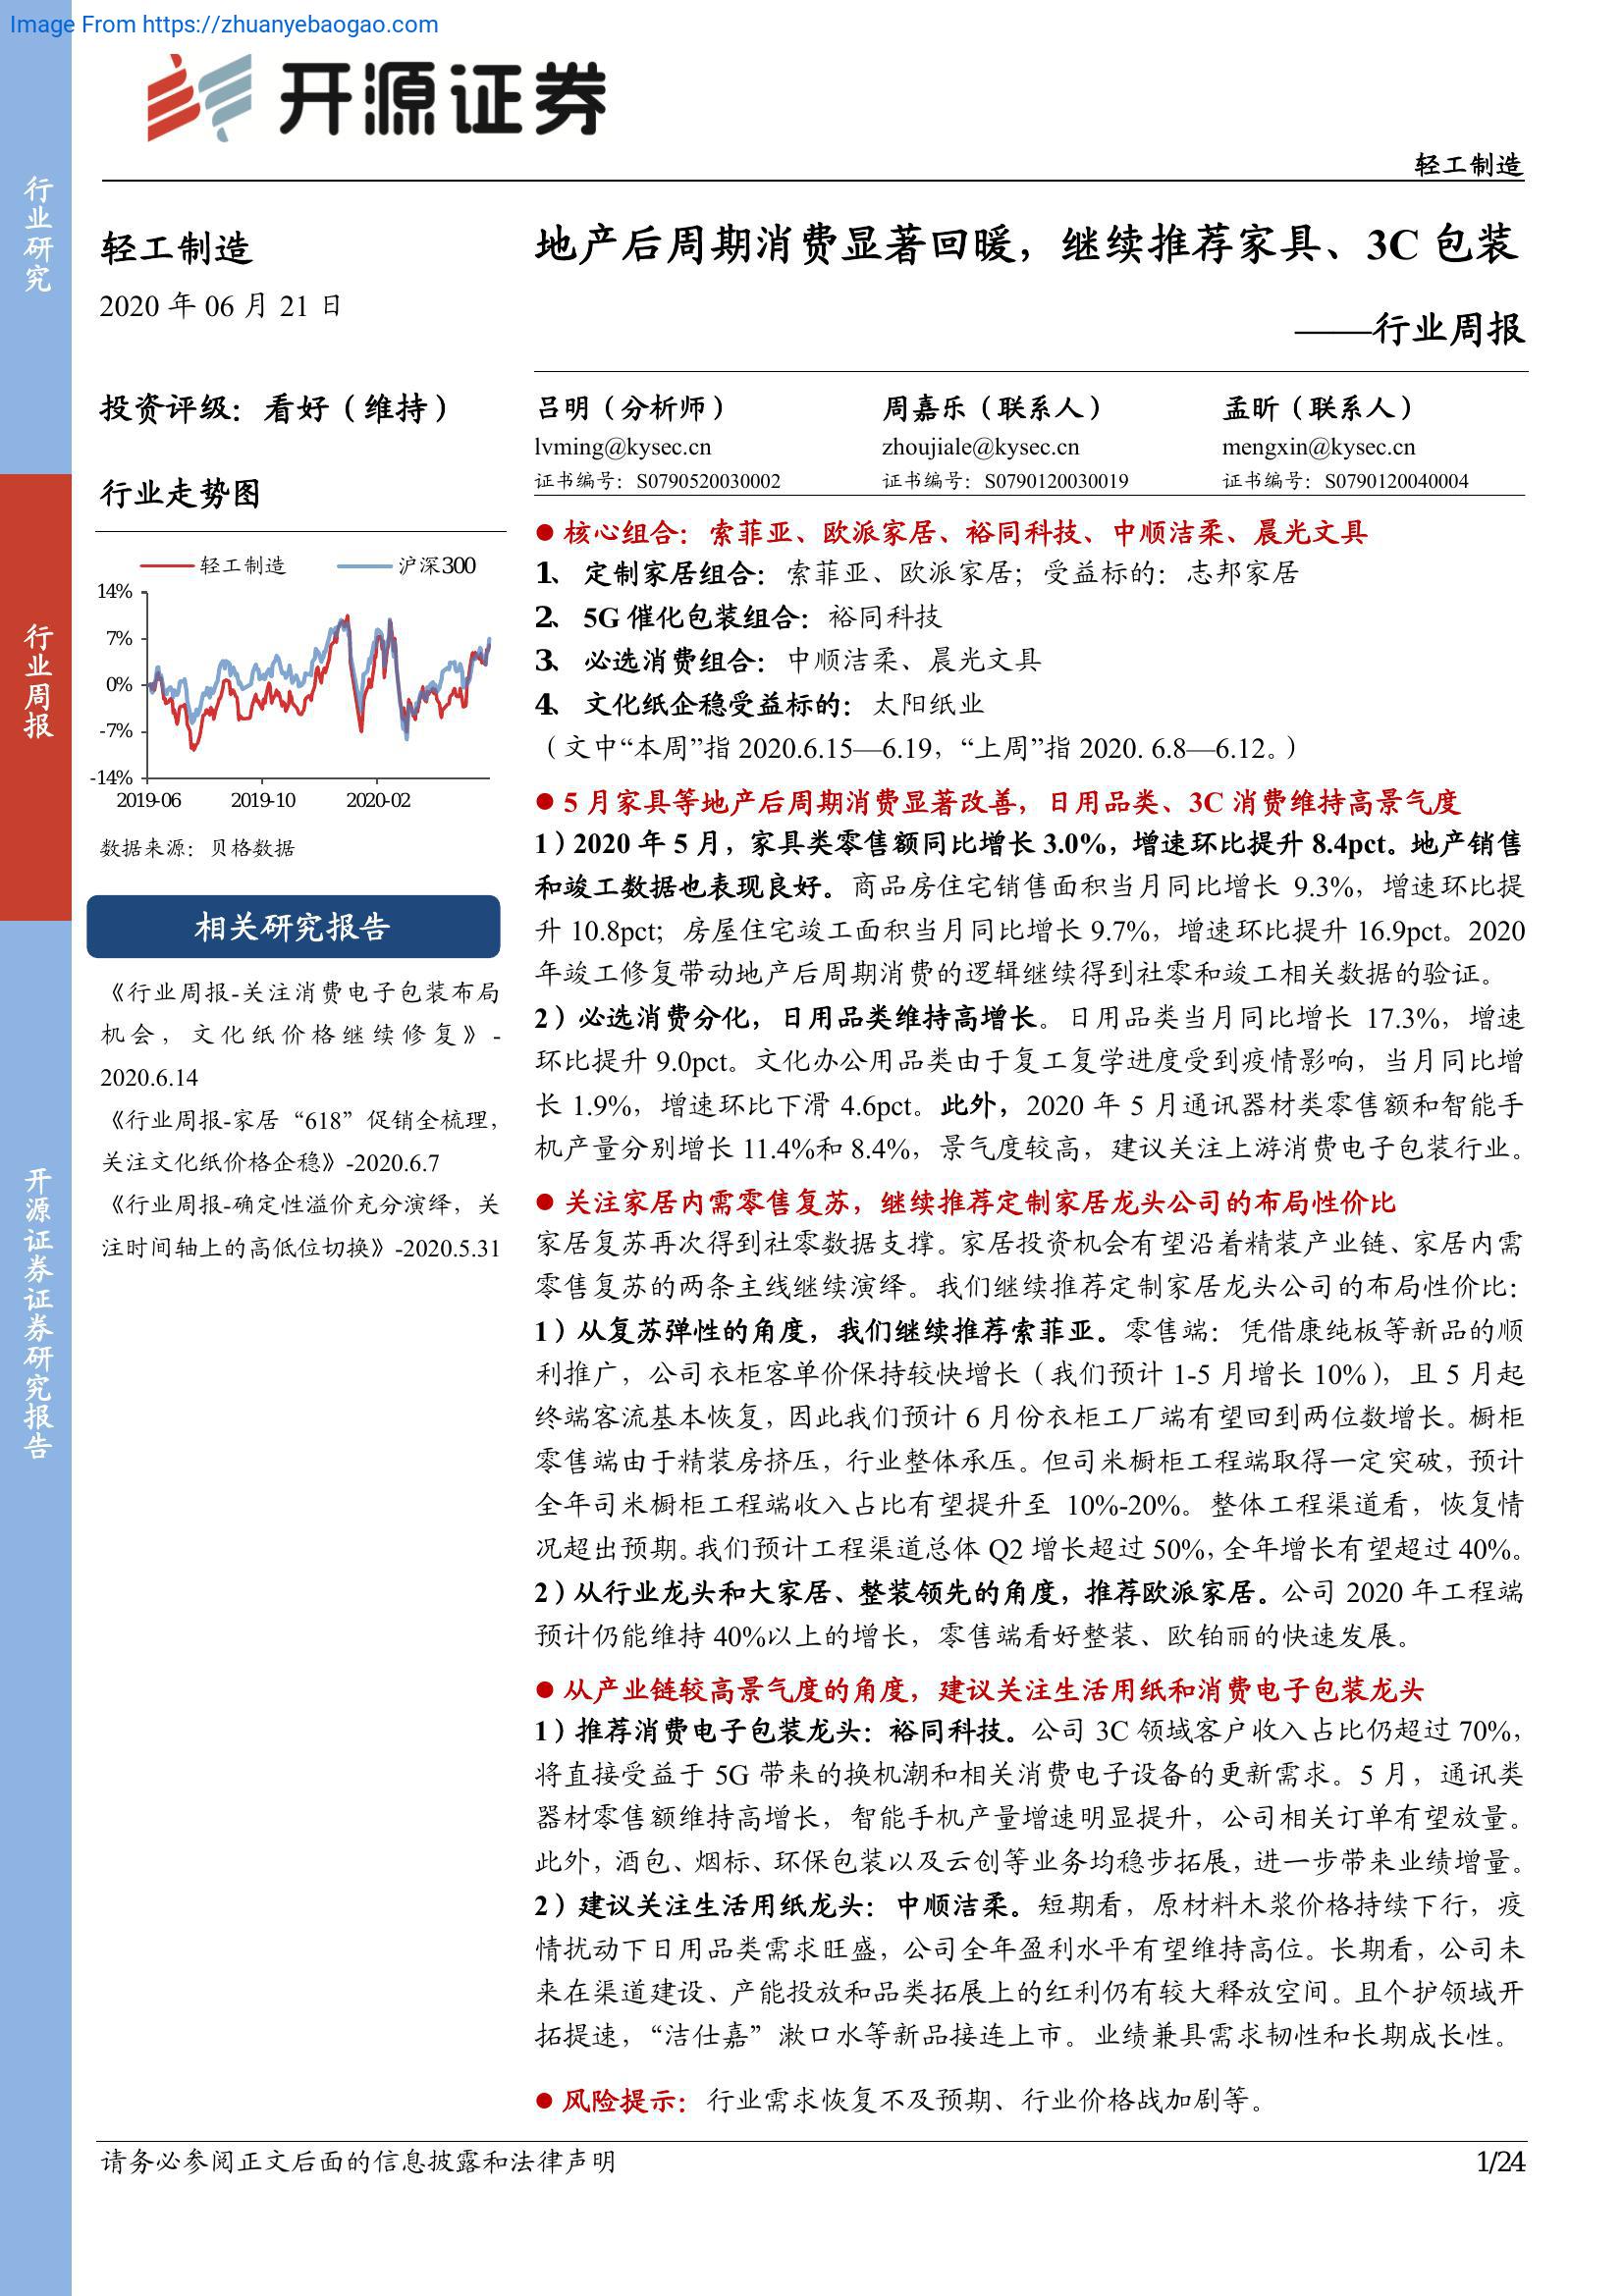 Image From https://zhuanyebaogao.com
开源证券
轻工制造
行业研究
行业周报
开源证券证券研究报告
轻工制造
2020 年 06 月 21 日
投资评级：看好（维持）
行业走势图
轻工制造 沪深300
14%
7%
0%
-7%
-14%
2019-06 2019-10 2020-02
数据来源：贝格数据
相关研究报告
《行业周报-关注消费电子包装布局
机会，文化纸价格继续修复》-
2020.6.14
《行业周报-家居“618”促销全梳理，
关注文化纸价格企稳》-2020.6.7
《行业周报-确定性溢价充分演绎，关
注时间轴上的高低位切换》-2020.5.31
地产后周期消费显著回暖，继续推荐家具、3C 包装
——行业周报
吕明（分析师） 周嘉乐（联系人） 孟昕（联系人）
lvming@kysec.cn zhoujiale@kysec.cn mengxin@kysec.cn
证书编号：S0790520030002 证书编号：S0790120030019 证书编号：S0790120040004
● 核心组合：索菲亚、欧派家居、裕同科技、中顺洁柔、晨光文具
1、 定制家居组合：索菲亚、欧派家居；受益标的：志邦家居
2、 5G 催化包装组合：裕同科技
3、 必选消费组合：中顺洁柔、晨光文具
4、 文化纸企稳受益标的：太阳纸业
（文中“本周”指 2020.6.15—6.19，“上周”指 2020. 6.8—6.12。）
● 5 月家具等地产后周期消费显著改善，日用品类、3C 消费维持高景气度
1）2020 年 5 月，家具类零售额同比增长 3.0%，增速环比提升 8.4pct。地产销售
和竣工数据也表现良好。商品房住宅销售面积当月同比增长 9.3%，增速环比提
升 10.8pct；房屋住宅竣工面积当月同比增长 9.7%，增速环比提升 16.9pct。2020
年竣工修复带动地产后周期消费的逻辑继续得到社零和竣工相关数据的验证。
2）必选消费分化，日用品类维持高增长。日用品类当月同比增长 17.3%，增速
环比提升 9.0pct。文化办公用品类由于复工复学进度受到疫情影响，当月同比增
长 1.9%，增速环比下滑 4.6pct。此外，2020 年 5 月通讯器材类零售额和智能手
机产量分别增长 11.4%和 8.4%，景气度较高，建议关注上游消费电子包装行业。
● 关注家居内需零售复苏，继续推荐定制家居龙头公司的布局性价比
家居复苏再次得到社零数据支撑。家居投资机会有望沿着精装产业链、家居内需
零售复苏的两条主线继续演绎。我们继续推荐定制家居龙头公司的布局性价比：
1）从复苏弹性的角度，我们继续推荐索菲亚。零售端：凭借康纯板等新品的顺
利推广，公司衣柜客单价保持较快增长（我们预计 1-5 月增长 10%），且 5 月起
终端客流基本恢复，因此我们预计 6 月份衣柜工厂端有望回到两位数增长。橱柜
零售端由于精装房挤压，行业整体承压。但司米橱柜工程端取得一定突破，预计
全年司米橱柜工程端收入占比有望提升至 10%-20%。整体工程渠道看，恢复情
况超出预期。我们预计工程渠道总体 Q2 增长超过 50%，全年增长有望超过 40%。
2）从行业龙头和大家居、整装领先的角度，推荐欧派家居。公司 2020 年工程端
预计仍能维持 40%以上的增长，零售端看好整装、欧铂丽的快速发展。
● 从产业链较高景气度的角度，建议关注生活用纸和消费电子包装龙头
1）推荐消费电子包装龙头：裕同科技。公司 3C 领域客户收入占比仍超过 70%，
将直接受益于 5G 带来的换机潮和相关消费电子设备的更新需求。5 月，通讯类
器材零售额维持高增长，智能手机产量增速明显提升，公司相关订单有望放量。
此外，酒包、烟标、环保包装以及云创等业务均稳步拓展，进一步带来业绩增量。
2）建议关注生活用纸龙头：中顺洁柔。短期看，原材料木浆价格持续下行，疫
情扰动下日用品类需求旺盛，公司全年盈利水平有望维持高位。长期看，公司未
来在渠道建设、产能投放和品类拓展上的红利仍有较大释放空间。且个护领域开
拓提速，“洁仕嘉”漱口水等新品接连上市。业绩兼具需求韧性和长期成长性。
● 风险提示：行业需求恢复不及预期、行业价格战加剧等。
请务必参阅正文后面的信息披露和法律声明 1/24